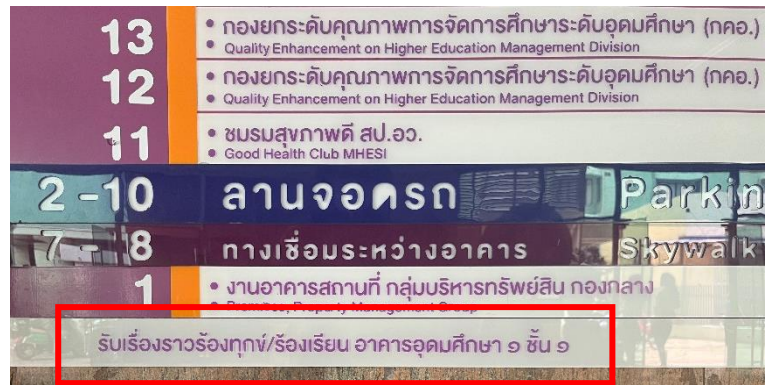 13
• กองยกระดับคุณภาพการจัดการศึกษาระดับอุดมศึกษา (กคอ.)
• Quality Enhancement on Higher Education Management Division
12
• กองยกระดับคุณภาพการจัดการศึกษาระดับอุดมศึกษา (กคอ.)
• Quality Enhancement on Higher Education Management Division
11
• ชมรมสุขภาพดี สป.อว.
• Good Health Club MHESI
2-10 ลานจอดรถ Parkin
7-8 ทางเชื่อมระหว่างอาคาร Skywalk
1
• งานอาคารสถานที่ กลุ่มบริหารทรัพย์สิน กองกลาง
• Premises, Property Management Group
รับเรื่องราวร้องทุกข์/ร้องเรียน อาคารอุดมศึกษา ๑ ชั้น ๑